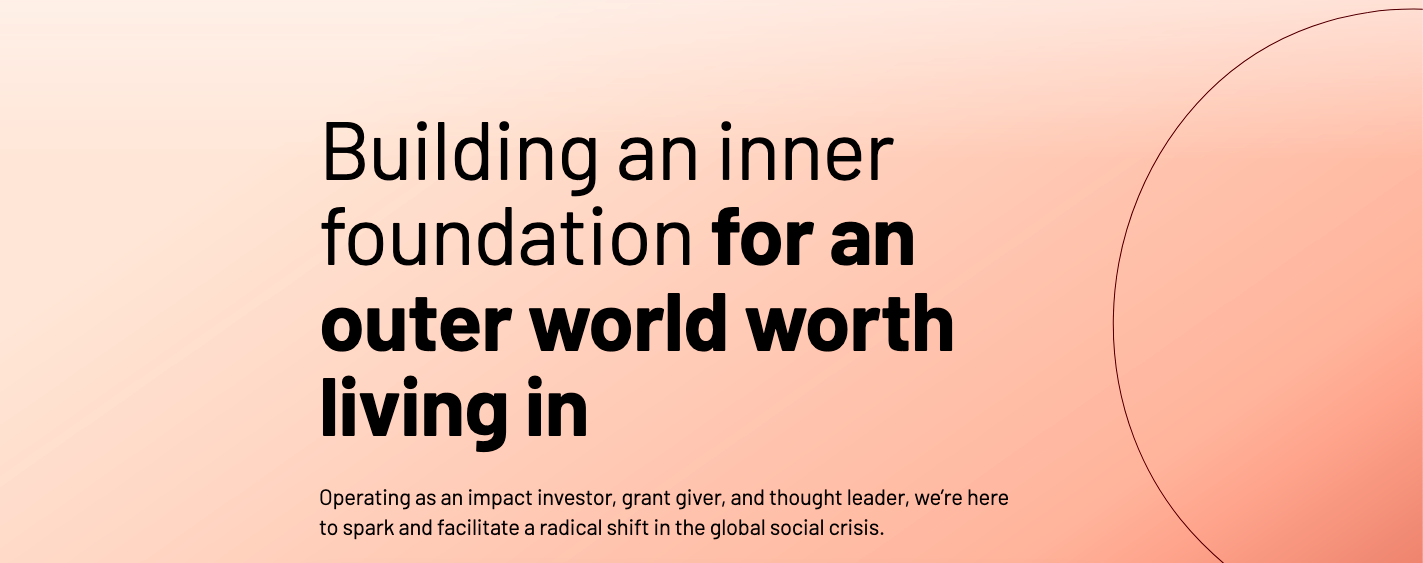 Building an inner
foundation for an
outer world worth
living in
Operating as an impact investor, grant giver, and thought leader, we’re here
to spark and facilitate a radical shift in the global social crisis.